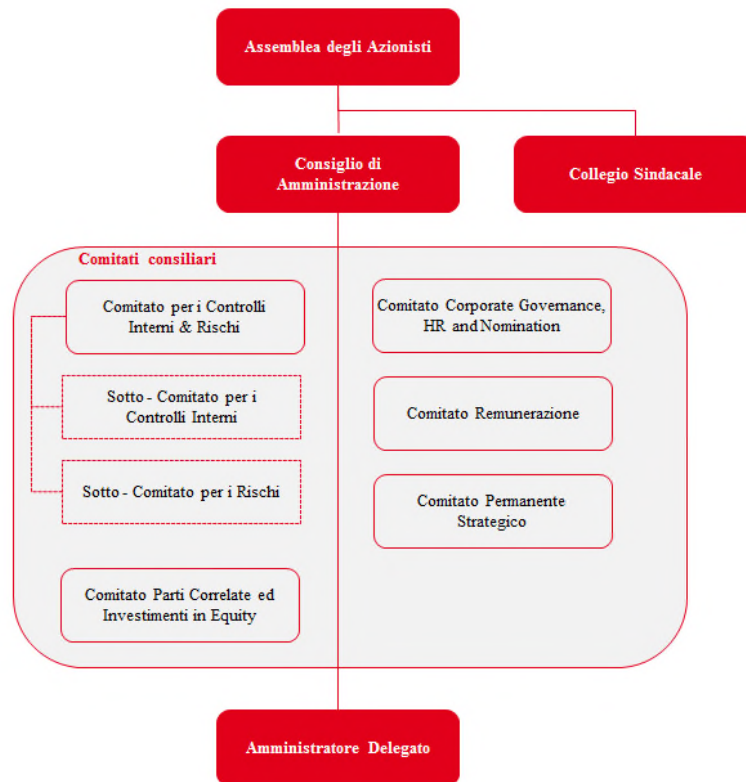 Assemblea degli Azionisti
Consiglio di
Amministrazione
Collegio Sindacale
Comitati consiliari
Comitato per i Controlli
Interni & Rischi
Sotto - Comitato per i
Controlli Interni
Sotto - Comitato per i Rischi
Comitato Parti Correlate ed
Investimenti in Equity
Comitato Corporate Governance,
HR and Nomination
Comitato Remunerazione
Comitato Permanente
Strategico
Amministratore Delegato